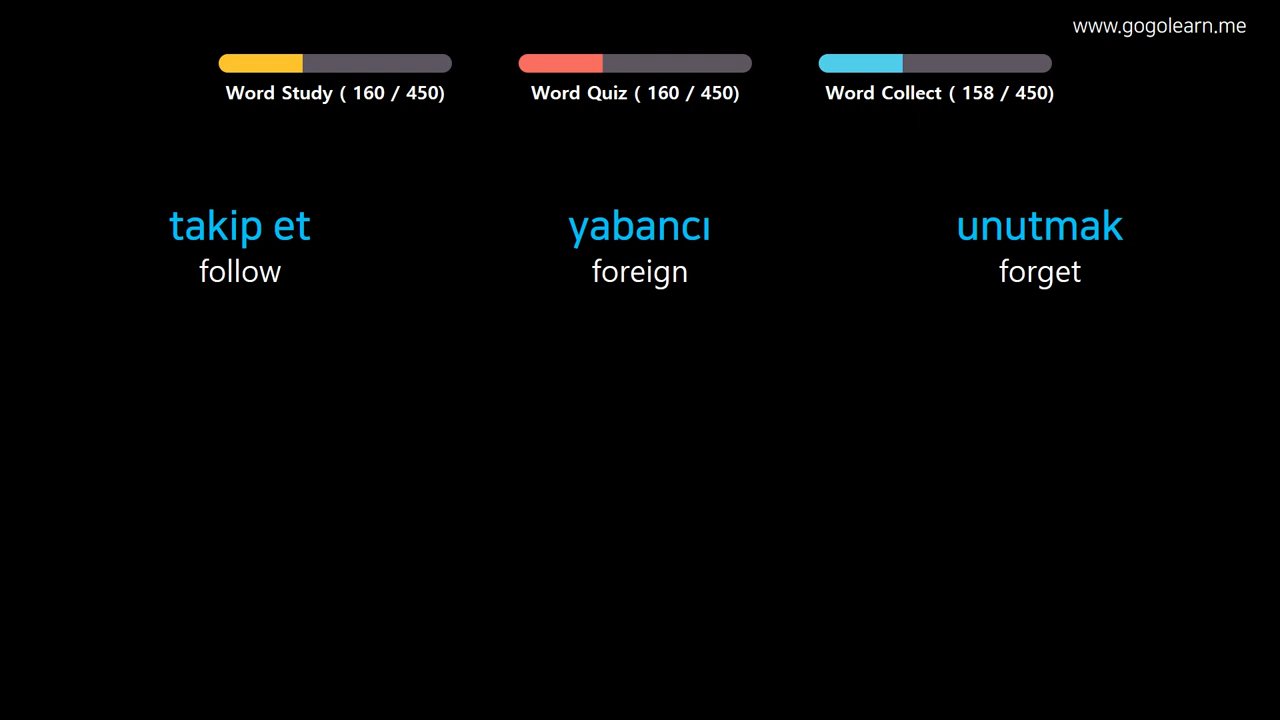 www.gogolearn.me
Word Study ( 160 / 450)
Word Quiz ( 160 / 450)
Word Collect ( 158 / 450)
takip et
follow
yabancı
foreign
unutmak
forget